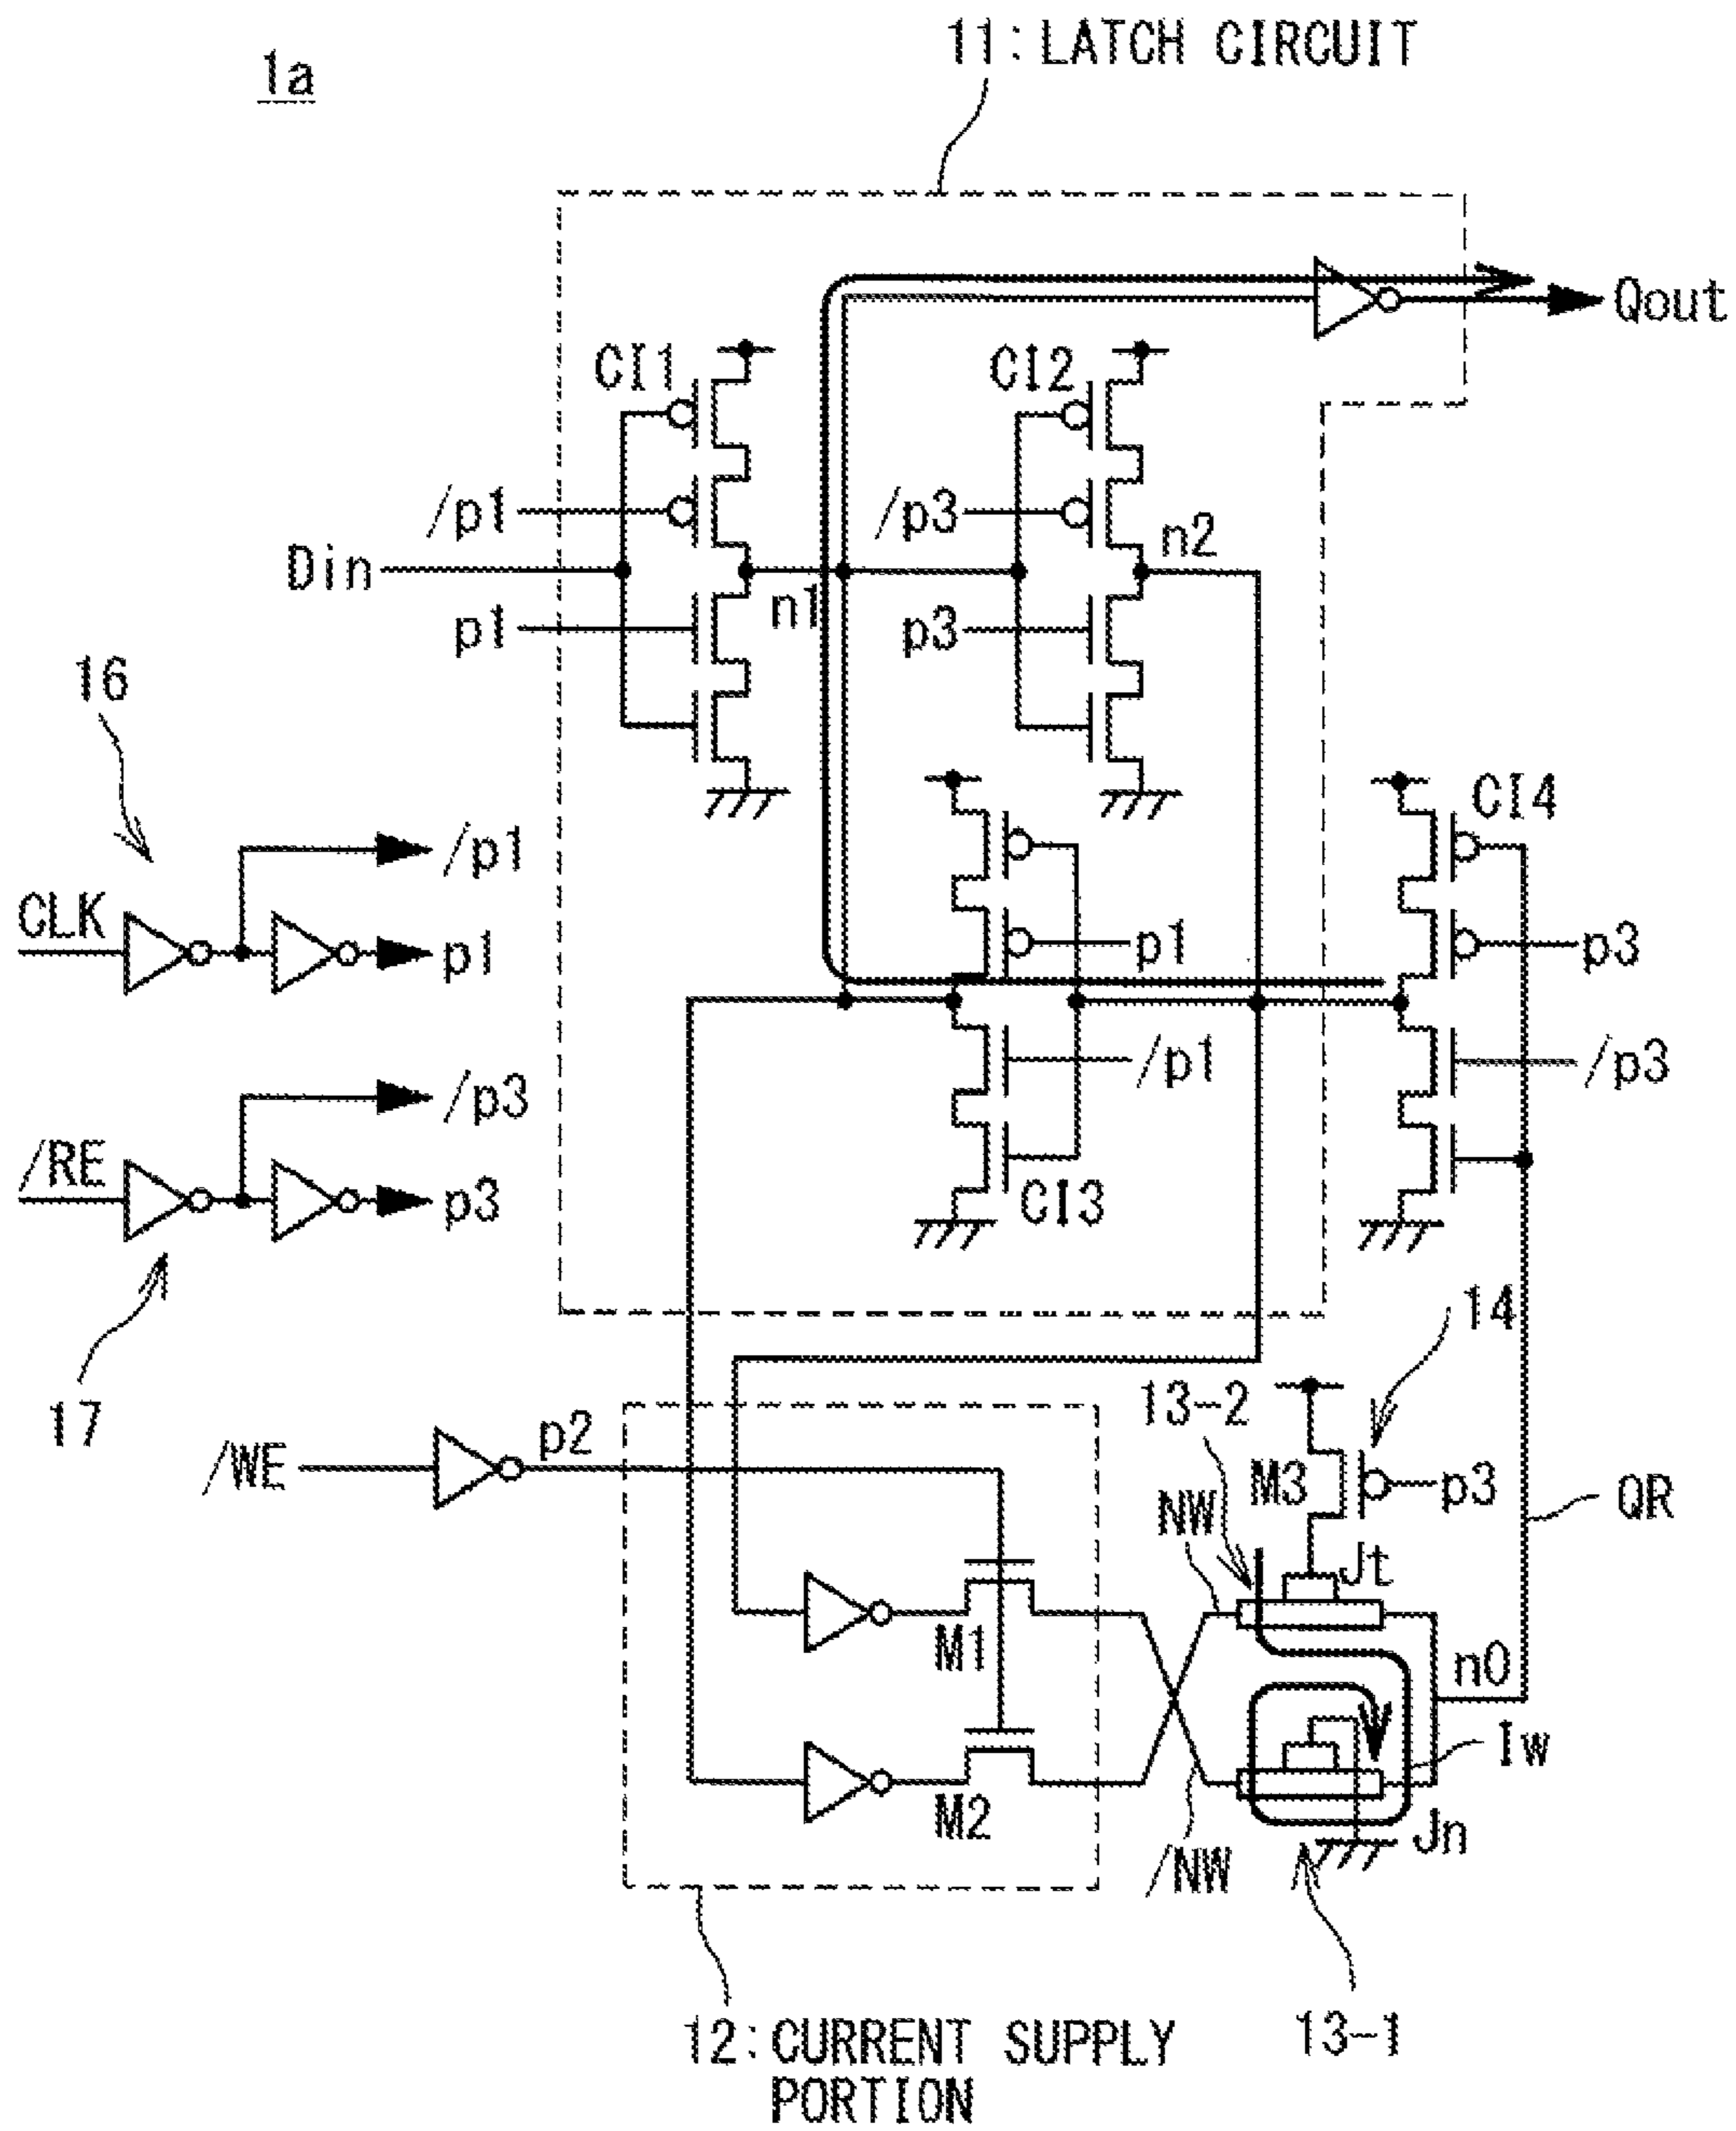 11: LATCH CIRCUIT
1a
Qout
CI1
CI2
/p1
/p3
n2
Din
n1
p1
p3
16
CI4
/p1
CLK
p1
p1
p3
/p1
/p3
/p3
/RE
p3
CI3
14
17
13-2
p2
/WE
M3
p3
QR
NW
Jt
M1
n0
Iw
M2
Jn
/NW
12: CURRENT SUPPLY
PORTION
13-1